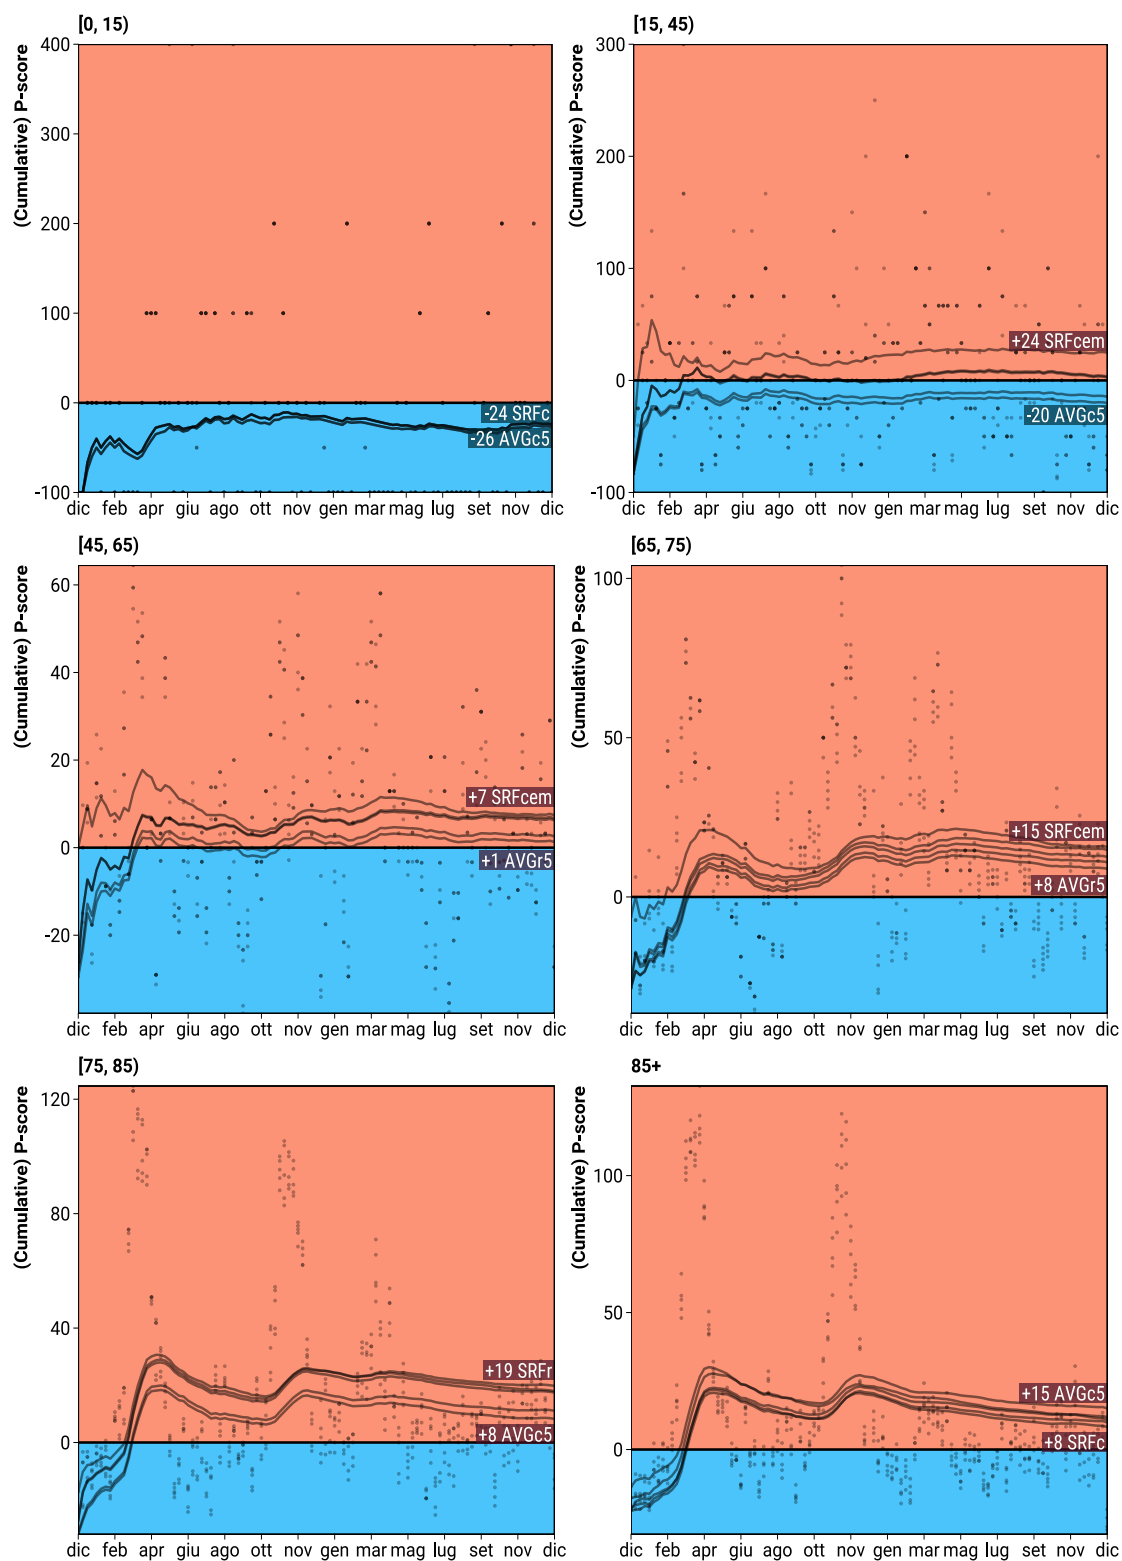 [0, 15)
(Cumulative) P-score
400
300
200
100
0
-100
-24 SRFc
-26 AVGc5
dic feb apr giu ago ott nov gen mar mag lug set nov dic
[15, 45)
(Cumulative) P-score
300
200
100
0
-100
+24 SRFcem
-20 AVGc5
dic feb apr giu ago ott nov gen mar mag lug set nov dic
[45, 65)
(Cumulative) P-score
60
40
20
0
-20
+7 SRFcem
+1 AVGr5
dic feb apr giu ago ott nov gen mar mag lug set nov dic
[65, 75)
(Cumulative) P-score
100
50
0
+15 SRFcem
+8 AVGr5
dic feb apr giu ago ott nov gen mar mag lug set nov dic
[75, 85)
(Cumulative) P-score
120
80
40
0
+19 SRFr
+8 AVGc5
dic feb apr giu ago ott nov gen mar mag lug set nov dic
85+
(Cumulative) P-score
100
50
0
+15 AVGc5
+8 SRFc
dic feb apr giu ago ott nov gen mar mag lug set nov dic